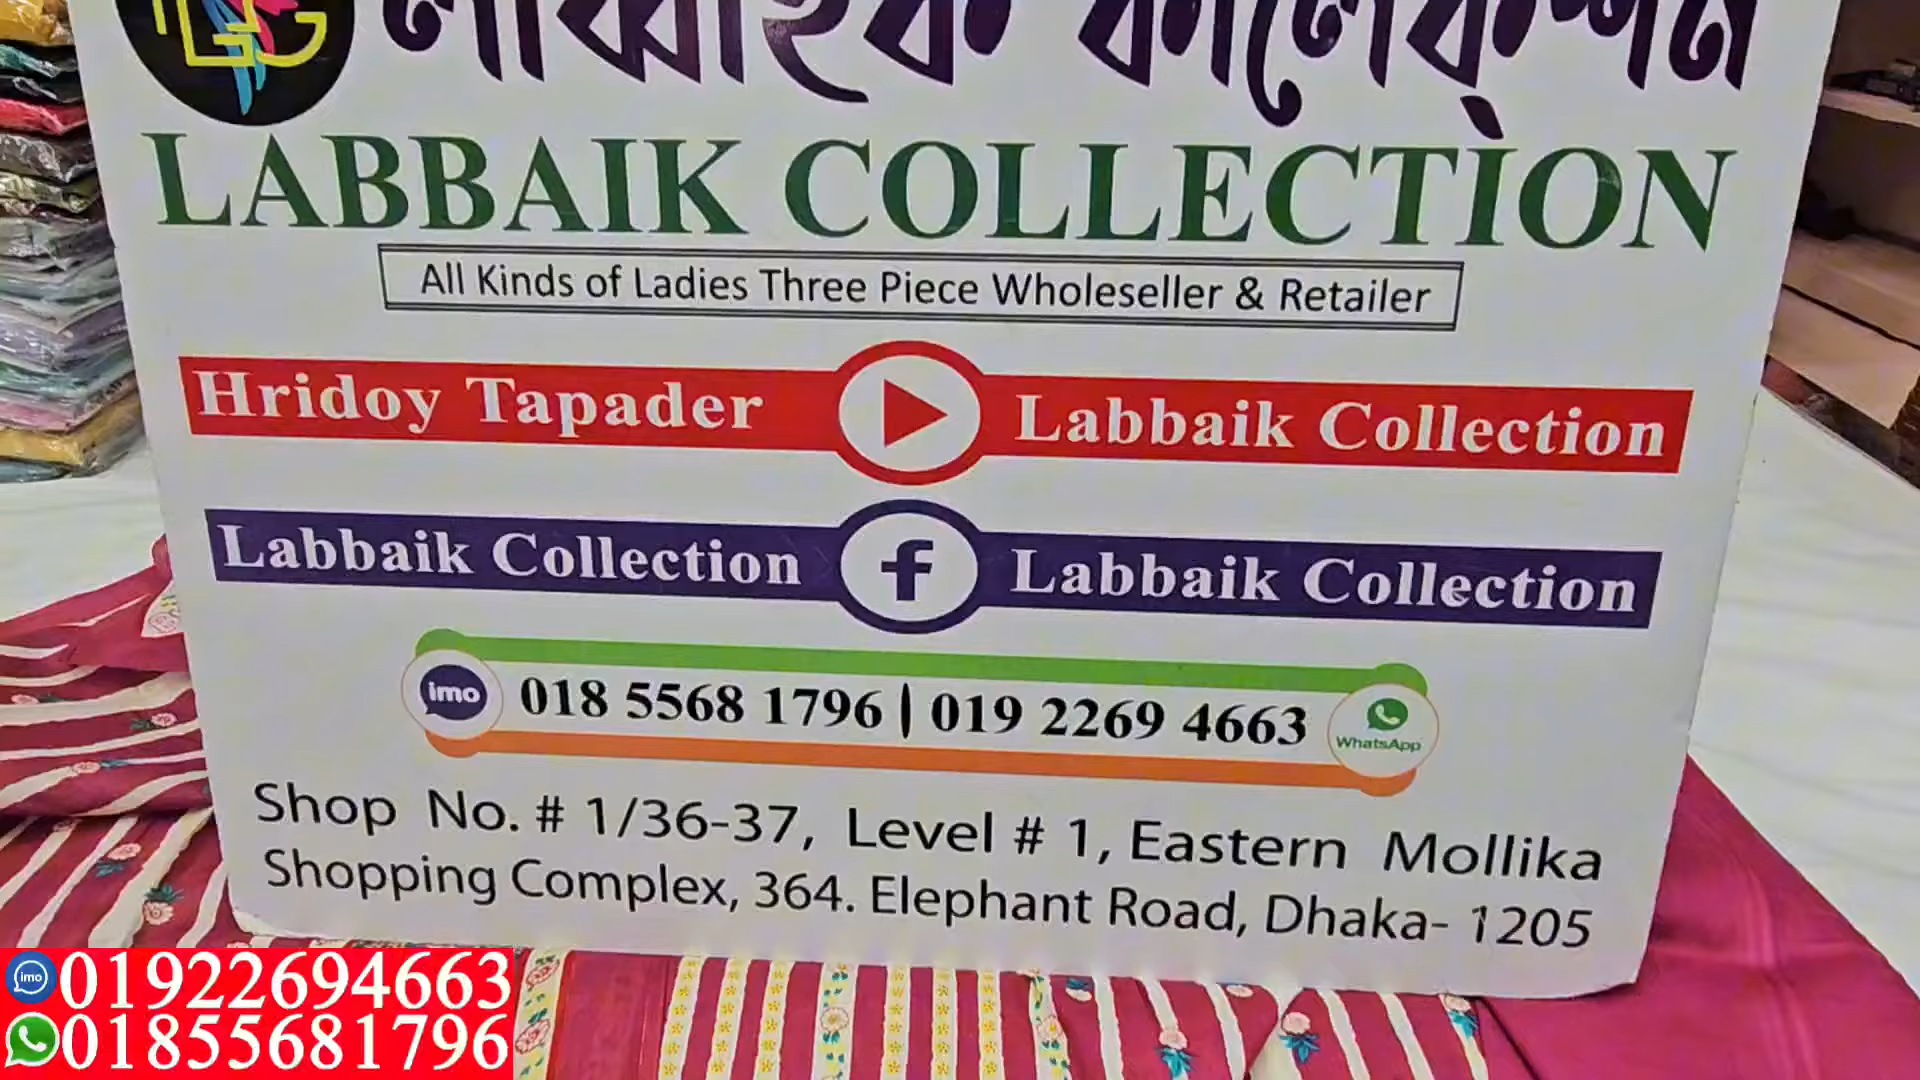 লাব্বাইক কালেকশন
LABBAIK COLLECTION
All Kinds of Ladies Three Piece Wholeseller & Retailer
Hridoy Tapader Labbaik Collection
Labbaik Collection f Labbaik Collection
imo 018 5568 1796 | 019 2269 4663 WhatsApp
Shop No. # 1/36-37, Level # 1, Eastern Mollika
Shopping Complex, 364. Elephant Road, Dhaka- 1205
imo 01922694663
01855681796